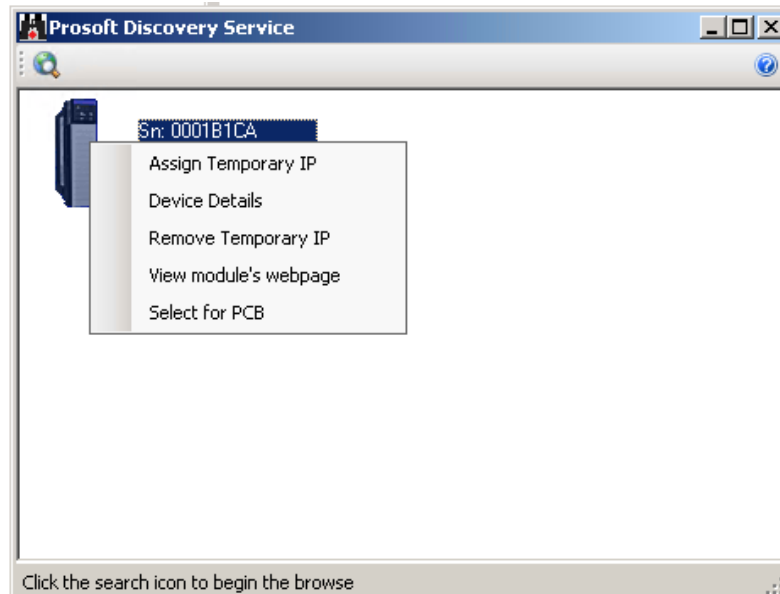 Prosoft Discovery Service
Sn: 0001B1CA
Assign Temporary IP
Device Details
Remove Temporary IP
View module's webpage
Select for PCB
Click the search icon to begin the browse